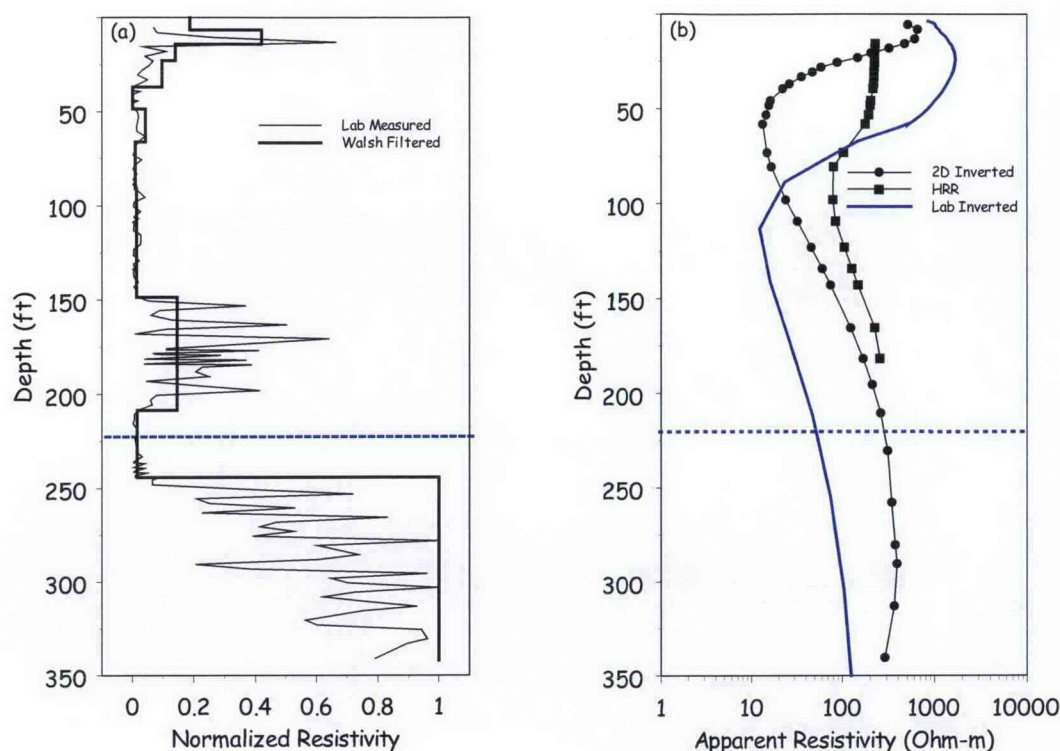 (a)
0
50
100
150
200
250
300
350
Depth (ft)
Lab Measured
Walsh Filtered
0 0.2 0.4 0.6 0.8 1
Normalized Resistivity
(b)
0
50
100
150
200
250
300
350
Depth (ft)
2D Inverted
HRR
Lab Inverted
1 10 100 1000 10000
Apparent Resistivity (Ohm-m)